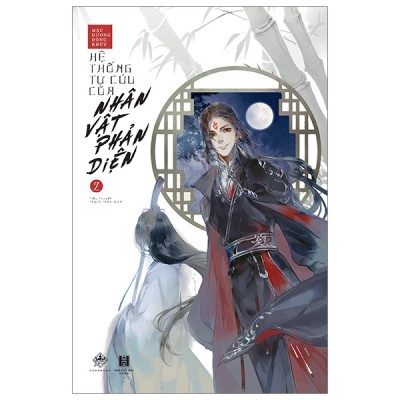 MẶC
HƯƠNG
ĐỒNG
KHỨU
HỆ
THỐNG
TỰ CỨU
CỦA
NHÂN
VẬT
PHẢN
DIỆN
2